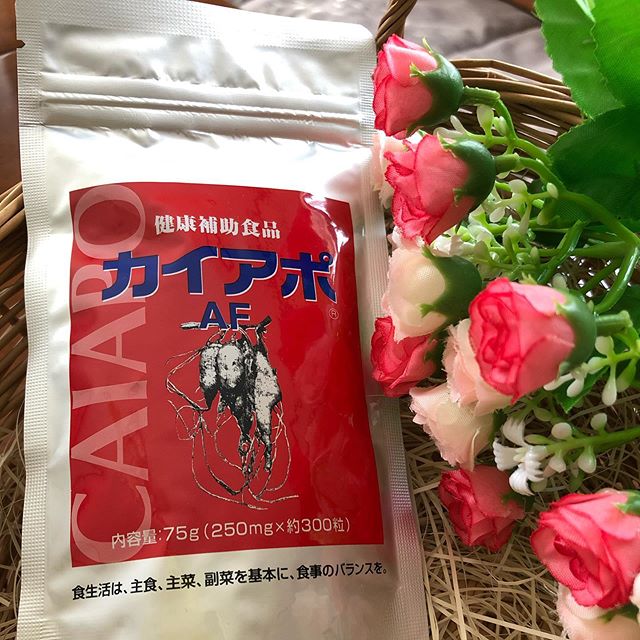 健康補助食品
カイアポ
®
AF
CAIAPO
内容量:75g(250mg×約300粒)
食生活は、主食、主菜、副菜を基本に、食事のバランスを。